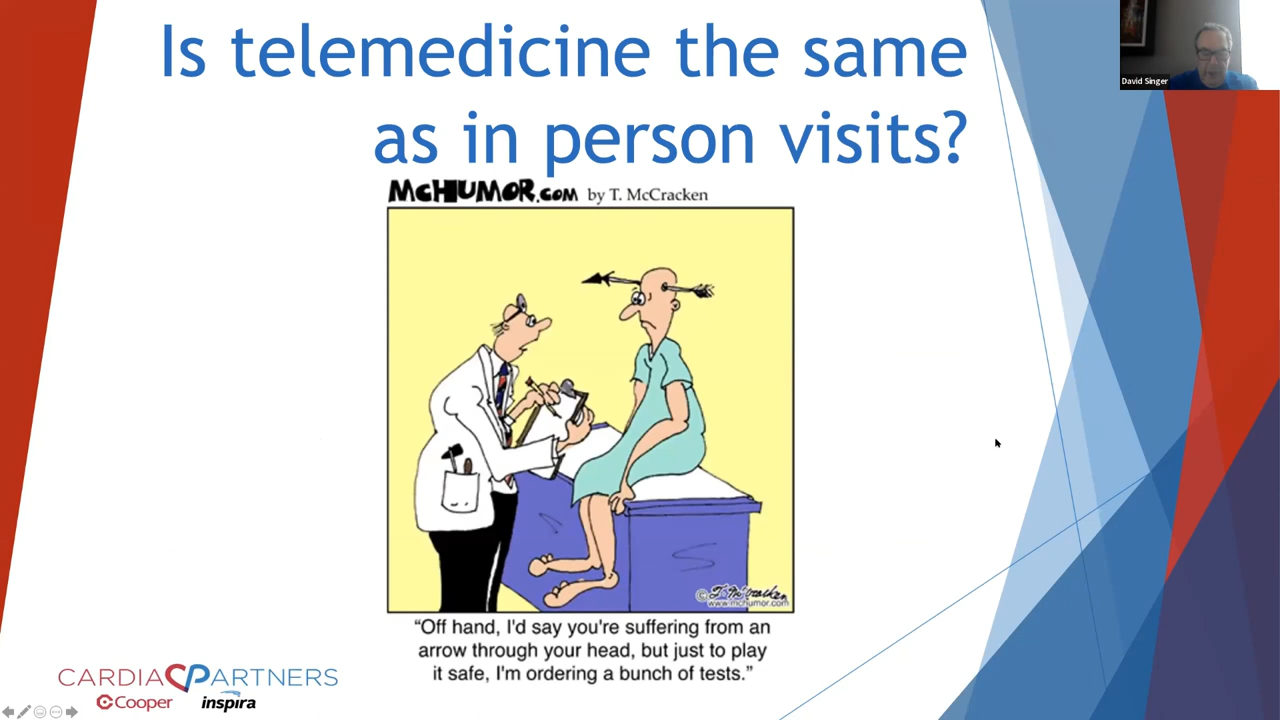 Is telemedicine the same
as in person visits?
David Singer
McHUMOR.COM by T. McCracken
© T. McCracken
www.mchumor.com
“Off hand, I'd say you're suffering from an
arrow through your head, but just to play
it safe, I'm ordering a bunch of tests.”
CARDIA PARTNERS
Cooper inspira